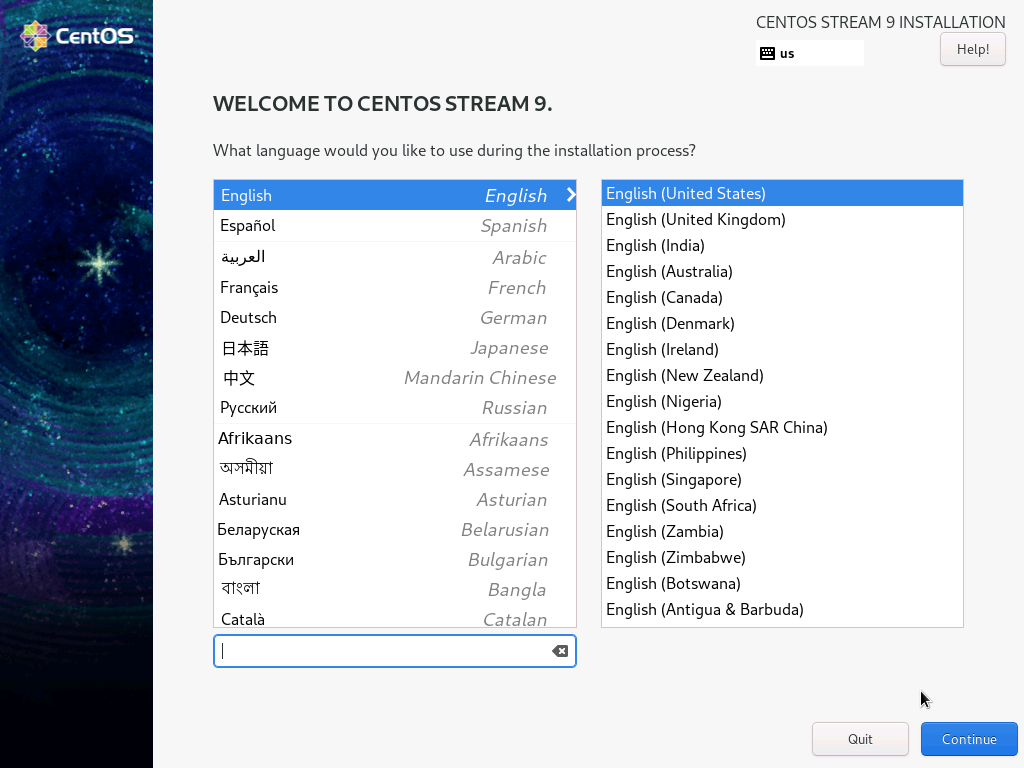 CentOS
CENTOS STREAM 9 INSTALLATION
us
Help!
WELCOME TO CENTOS STREAM 9.
What language would you like to use during the installation process?
English English
Español Spanish
العربية Arabic
Français French
Deutsch German
日本語 Japanese
中文 Mandarin Chinese
Русский Russian
Afrikaans Afrikaans
অসমীয়া Assamese
Asturianu Asturian
Беларуская Belarusian
Български Bulgarian
বাংলা Bangla
Català Catalan
English (United States)
English (United Kingdom)
English (India)
English (Australia)
English (Canada)
English (Denmark)
English (Ireland)
English (New Zealand)
English (Nigeria)
English (Hong Kong SAR China)
English (Philippines)
English (Singapore)
English (South Africa)
English (Zambia)
English (Zimbabwe)
English (Botswana)
English (Antigua & Barbuda)
Quit
Continue